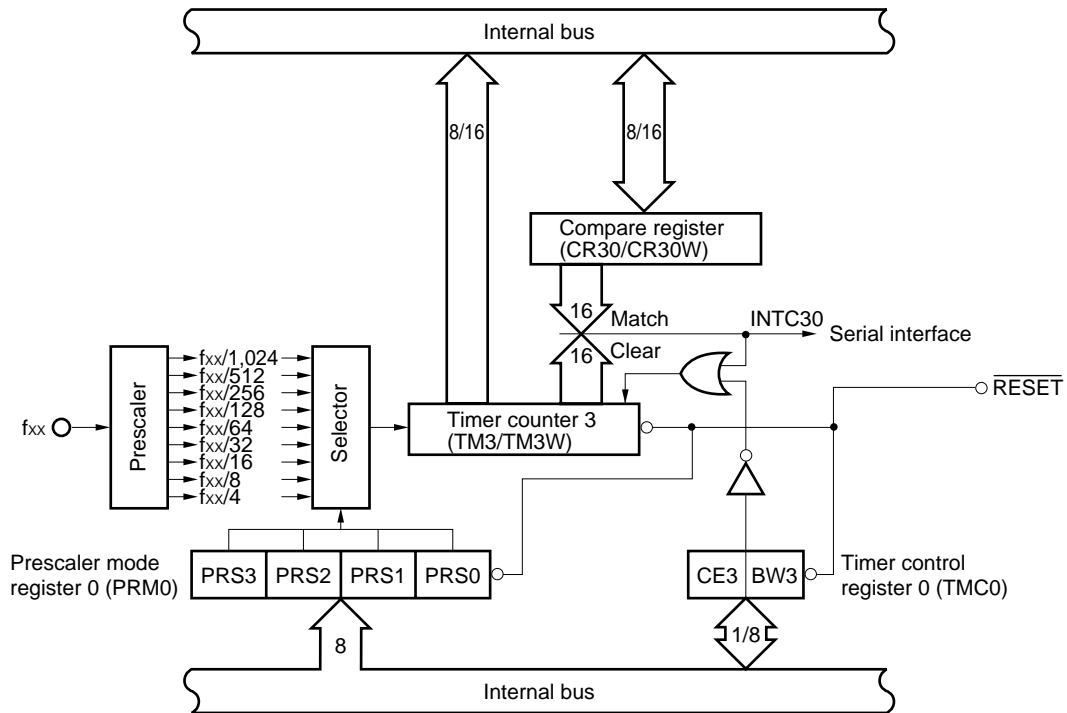 Internal bus
8/16
8/16
Compare register
(CR30/CR30W)
16
Match
INTC30
Serial interface
16
Clear
RESET
fxx
Prescaler
fxx/1,024
fxx/512
fxx/256
fxx/128
fxx/64
fxx/32
fxx/16
fxx/8
fxx/4
Selector
Timer counter 3
(TM3/TM3W)
Prescaler mode
register 0 (PRM0)
PRS3
PRS2
PRS1
PRS0
CE3
BW3
Timer control
register 0 (TMC0)
8
1/8
Internal bus